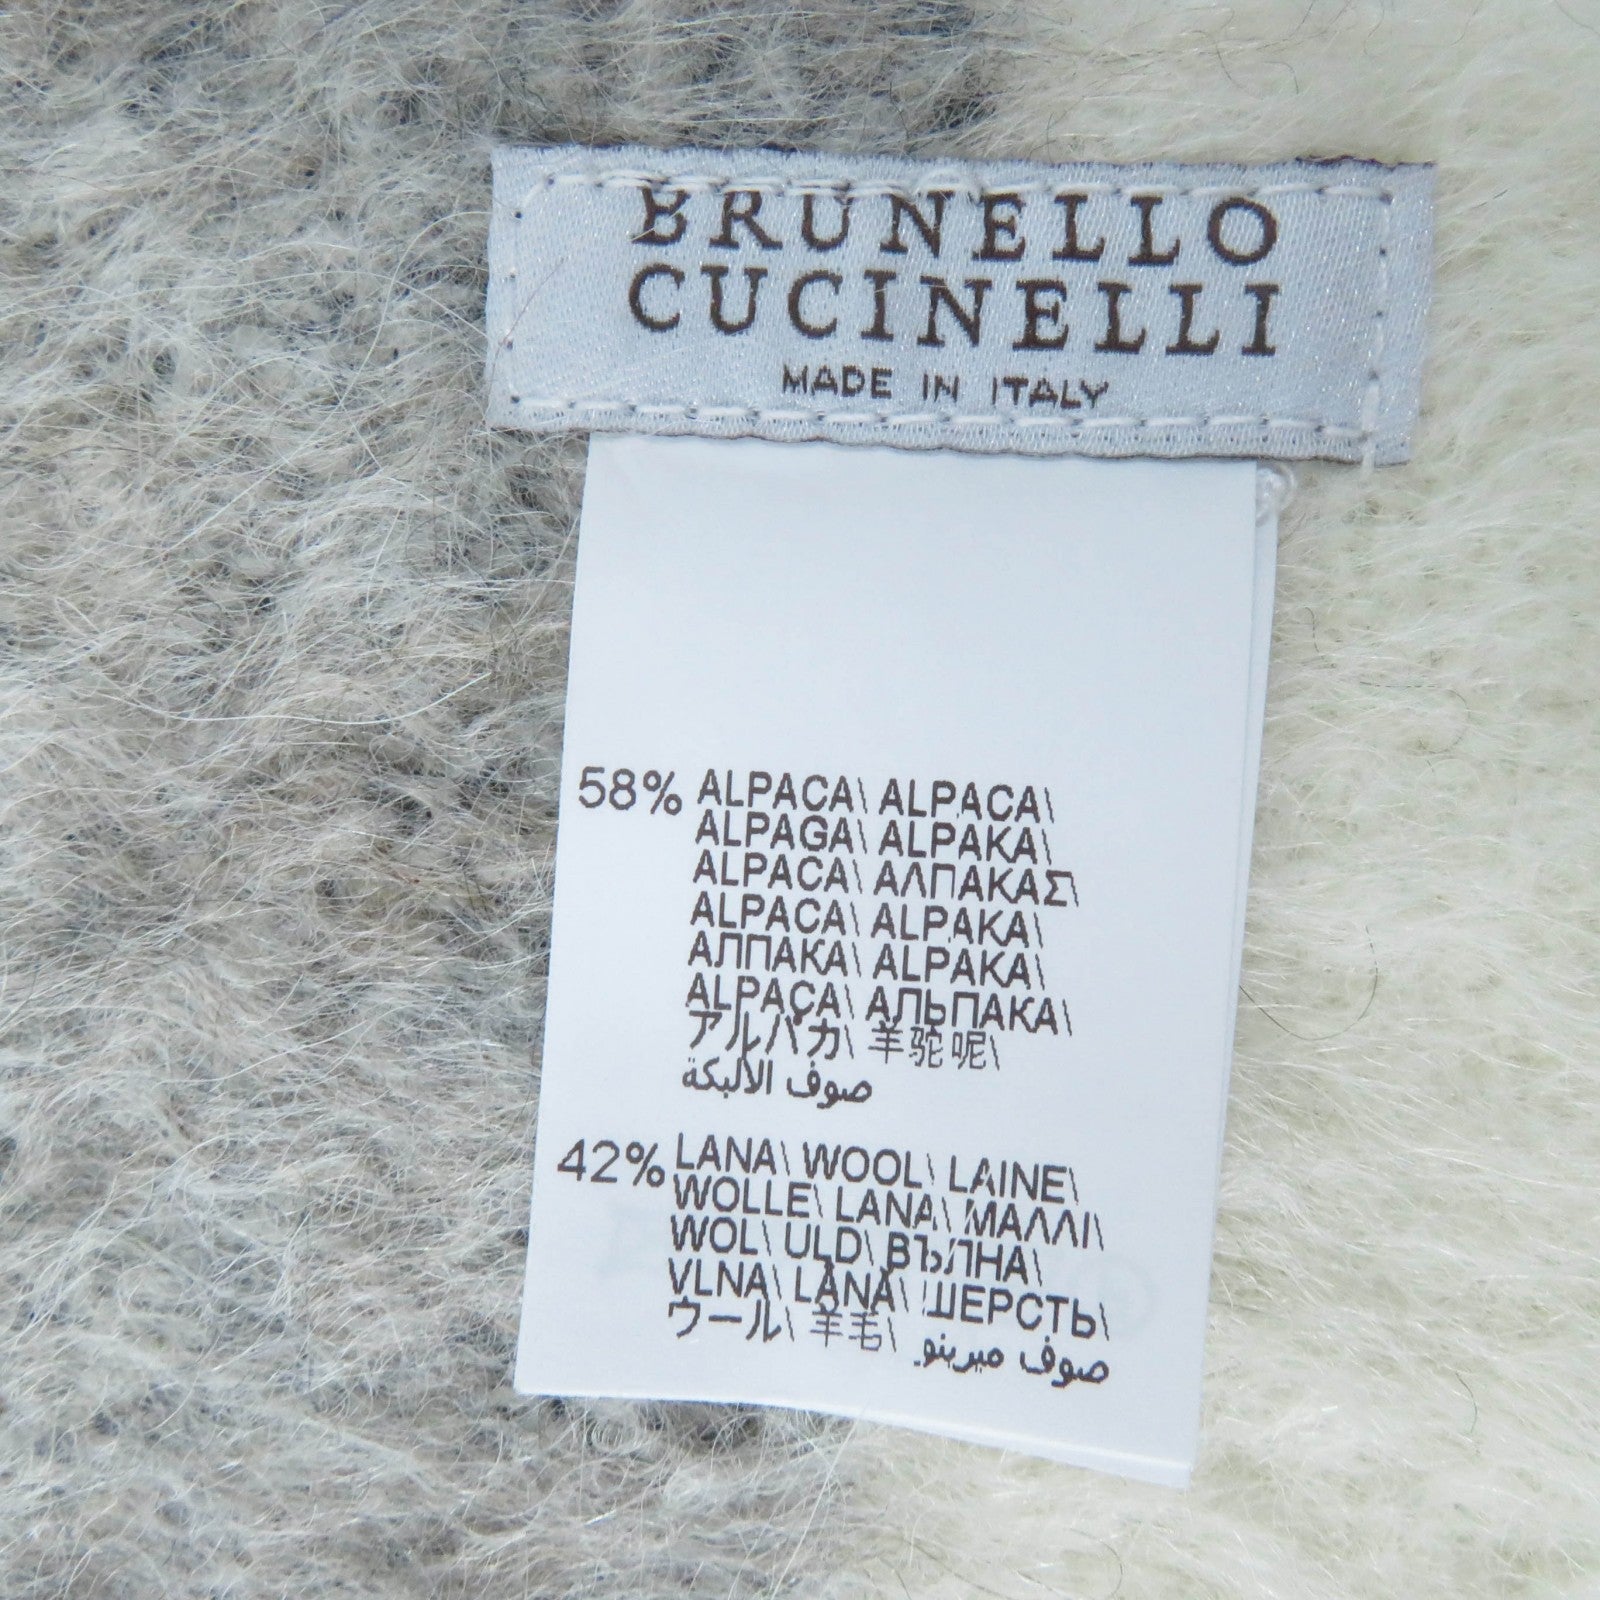 BRUNELLO
CUCINELLI
MADE IN ITALY
58% ALPACA\ ALPACA\
ALPAGA\ ALPAKA\
ALPACA\ ΑΛΠΑΚΑΣ\
ALPACA\ ALPAKA\
АЛПАКА\ ALPAKA\
ALPAÇA\ АЛЬПАКА\
アルパカ\ 羊驼呢\
صوف الألبكة
42% LANA\ WOOL\ LAINE\
WOLLE\ LANA\ ΜΑΛΛΙ\
WOL\ ULD\ ВЪЛНА\
VLNA\ LÂNÃ\ ШЕРСТЬ\
ウール\ 羊毛\ صوف ميرينو